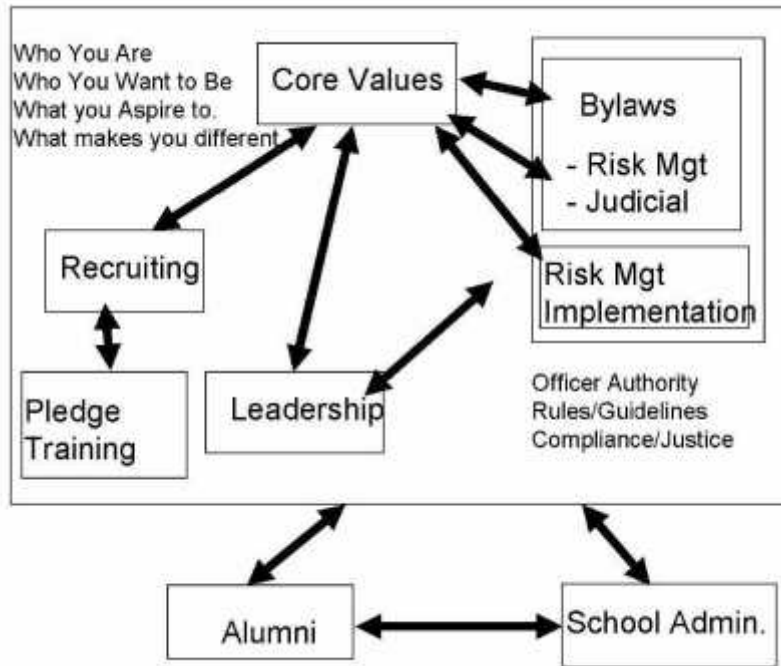 Who You Are
Who You Want to Be
What you Aspire to.
What makes you different
Core Values
Bylaws
- Risk Mgt
- Judicial
Recruiting
Risk Mgt
Implementation
Pledge
Training
Leadership
Officer Authority
Rules/Guidelines
Compliance/Justice
Alumni
School Admin.